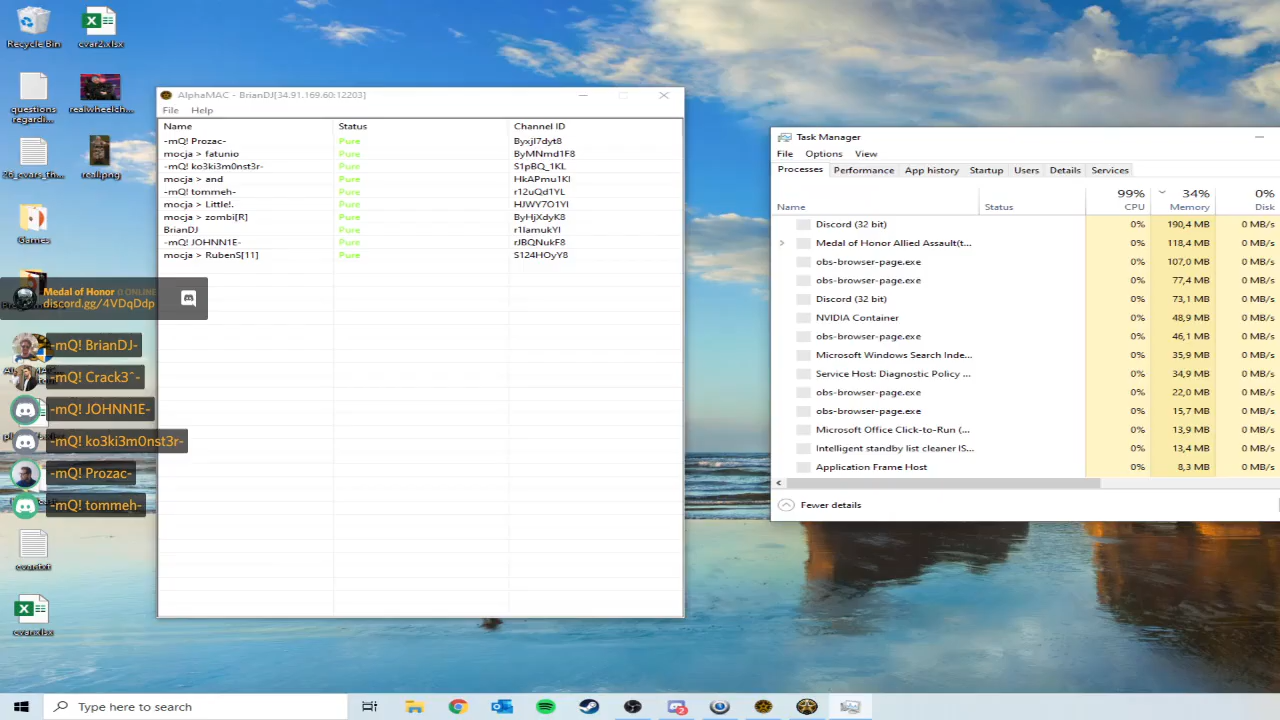 Recycle Bin
cvar2.xlsx
questions
regardi...
realwheelch...
26_cvars_th...
real.png
Games
Medal of Honor 0 ONLINE
discord.gg/4VDqDdp
-mQ! BrianDJ-
-mQ! Crack3^-
-mQ! JOHNN1E-
-mQ! ko3ki3m0nst3r-
-mQ! Prozac-
-mQ! tommeh-
cvar.txt
cvar.xlsx
AlphaMAC - BrianDJ[34.91.169.60:12203]
File Help
Name Status Channel ID
-mQ! Prozac- Pure ByxjI7dyt8
mocja > fatunio Pure ByMNmd1F8
-mQ! ko3ki3m0nst3r- Pure S1pBQ_1KL
mocja > and Pure HkAPmu1KI
-mQ! tommeh- Pure r12uQd1YL
mocja > Little!. Pure HJWY7O1YI
mocja > zombi[R] Pure ByHjXdyK8
BrianDJ Pure r1IamukYI
-mQ! JOHNN1E- Pure rJBQNukF8
mocja > RubenS[11] Pure S124HOyY8
Task Manager
File Options View
Processes Performance App history Startup Users Details Services
99% 34% 0%
Name Status CPU Memory Disk
Discord (32 bit) 0% 190,4 MB 0 MB/s
Medal of Honor Allied Assault(t... 0% 118,4 MB 0 MB/s
obs-browser-page.exe 0% 107,0 MB 0 MB/s
obs-browser-page.exe 0% 77,4 MB 0 MB/s
Discord (32 bit) 0% 73,1 MB 0 MB/s
NVIDIA Container 0% 48,9 MB 0 MB/s
obs-browser-page.exe 0% 46,1 MB 0 MB/s
Microsoft Windows Search Inde... 0% 35,9 MB 0 MB/s
Service Host: Diagnostic Policy ... 0% 34,9 MB 0 MB/s
obs-browser-page.exe 0% 22,0 MB 0 MB/s
obs-browser-page.exe 0% 15,7 MB 0 MB/s
Microsoft Office Click-to-Run (... 0% 13,9 MB 0 MB/s
Intelligent standby list cleaner IS... 0% 13,4 MB 0 MB/s
Application Frame Host 0% 8,3 MB 0 MB/s
Fewer details
Type here to search
2